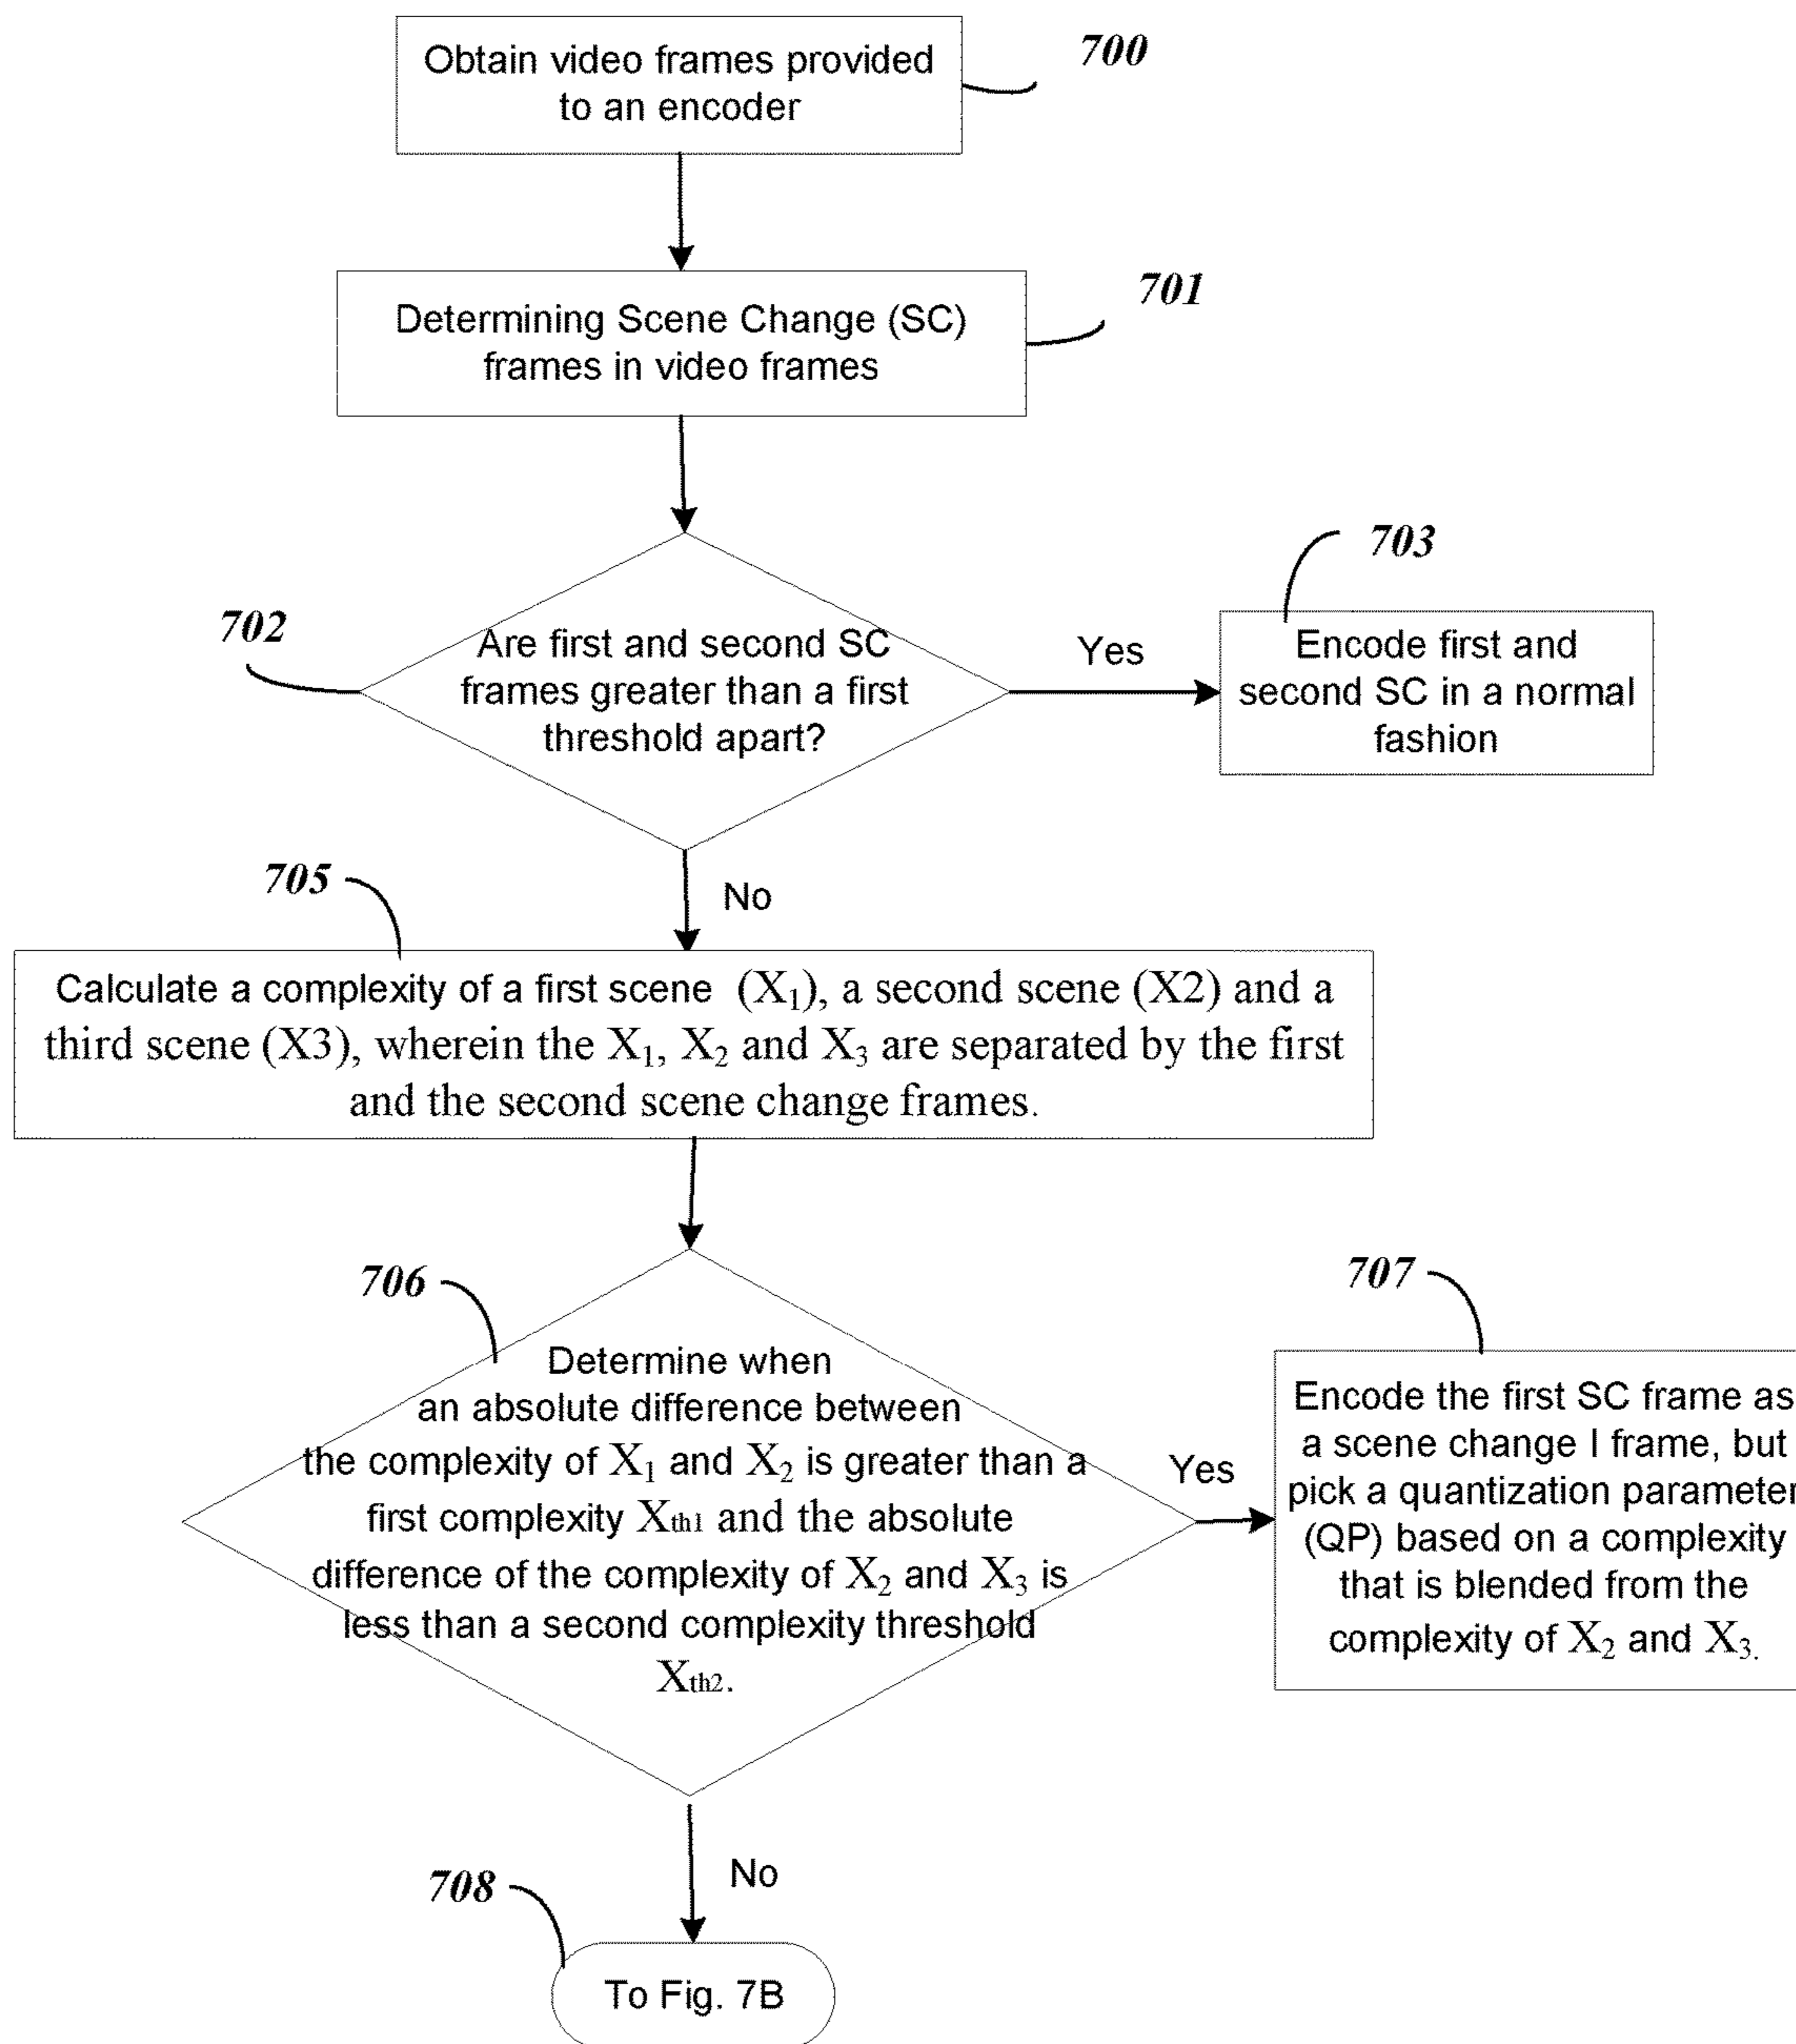 Obtain video frames provided
to an encoder
700
Determining Scene Change (SC)
frames in video frames
701
702
Are first and second SC
frames greater than a first
threshold apart?
Yes
703
Encode first and
second SC in a normal
fashion
No
705
Calculate a complexity of a first scene (X₁), a second scene (X2) and a
third scene (X3), wherein the X₁, X₂ and X₃ are separated by the first
and the second scene change frames.
706
Determine when
an absolute difference between
the complexity of X₁ and X₂ is greater than a
first complexity Xth1 and the absolute
difference of the complexity of X₂ and X₃ is
less than a second complexity threshold
Xth2.
Yes
707
Encode the first SC frame as
a scene change I frame, but
pick a quantization parameter
(QP) based on a complexity
that is blended from the
complexity of X₂ and X₃.
No
708
To Fig. 7B